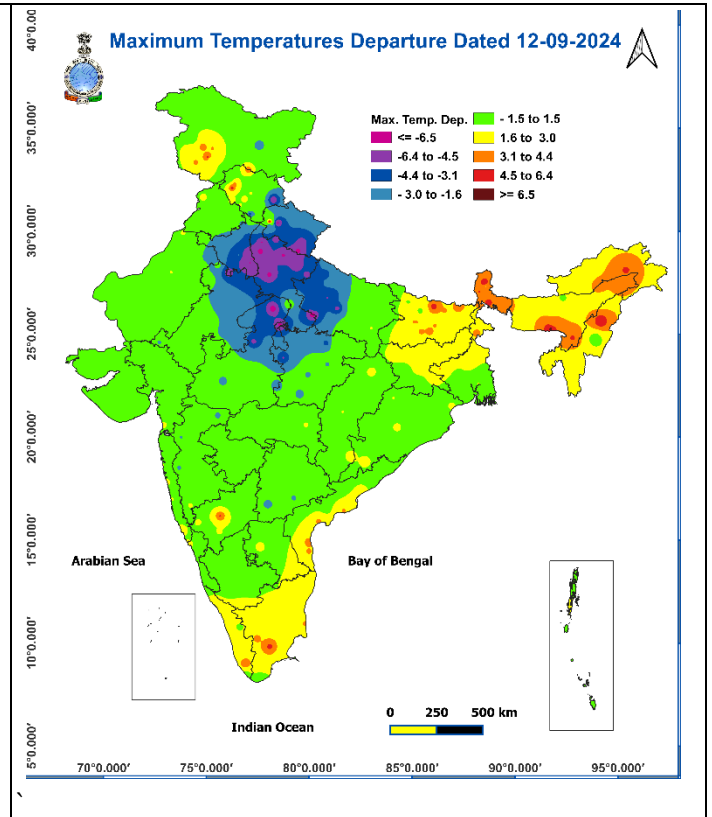 Maximum Temperatures Departure Dated 12-09-2024
Max. Temp. Dep.
<= -6.5
-6.4 to -4.5
-4.4 to -3.1
- 3.0 to -1.6
- 1.5 to 1.5
1.6 to 3.0
3.1 to 4.4
4.5 to 6.4
>= 6.5
40°0.000'
35°0.000'
30°0.000'
25°0.000'
20°0.000'
15°0.000'
10°0.000'
5°0.000'
Arabian Sea
Bay of Bengal
Indian Ocean
0 250 500 km
70°0.000' 75°0.000' 80°0.000' 85°0.000' 90°0.000' 95°0.000'
`